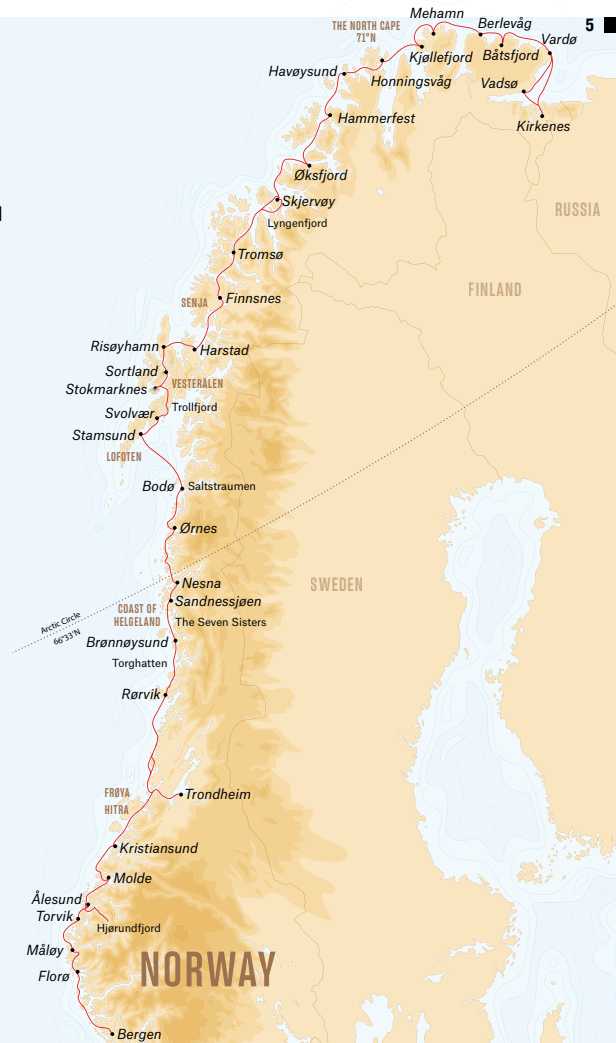 Mehamn
Berlevåg
5
THE NORTH CAPE
71°N
Vardø
Kjøllefjord
Båtsfjord
Havøysund
Honningsvåg
Vadsø
Hammerfest
Kirkenes
Øksfjord
Skjervøy
RUSSIA
Lyngenfjord
Tromsø
FINLAND
SENJA
Finnsnes
Risøyhamn
Harstad
Sortland
VESTERÅLEN
Stokmarknes
Trollfjord
Svolvær
Stamsund
LOFOTEN
Bodø
Saltstraumen
Ørnes
Nesna
SWEDEN
Sandnessjøen
COAST OF
HELGELAND
Arctic Circle
66°33'N
The Seven Sisters
Brønnøysund
Torghatten
Rørvik
FRØYA
Trondheim
HITRA
Kristiansund
Molde
Ålesund
Torvik
Hjørundfjord
Måløy
NORWAY
Florø
Bergen